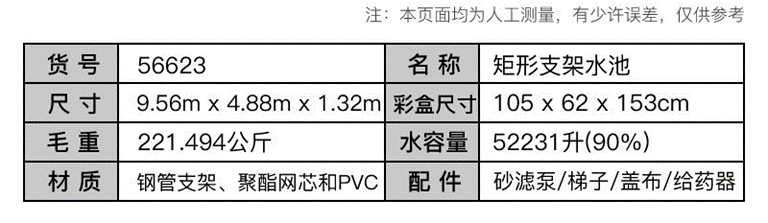 注：本页面均为人工测量，有少许误差，仅供参考
货号 56623 名称 矩形支架水池
尺寸 9.56m x 4.88m x 1.32m 彩盒尺寸 105 x 62 x 153cm
毛重 221.494公斤 水容量 52231升(90%)
材质 钢管支架、聚酯网芯和PVC 配件 砂滤泵/梯子/盖布/给药器